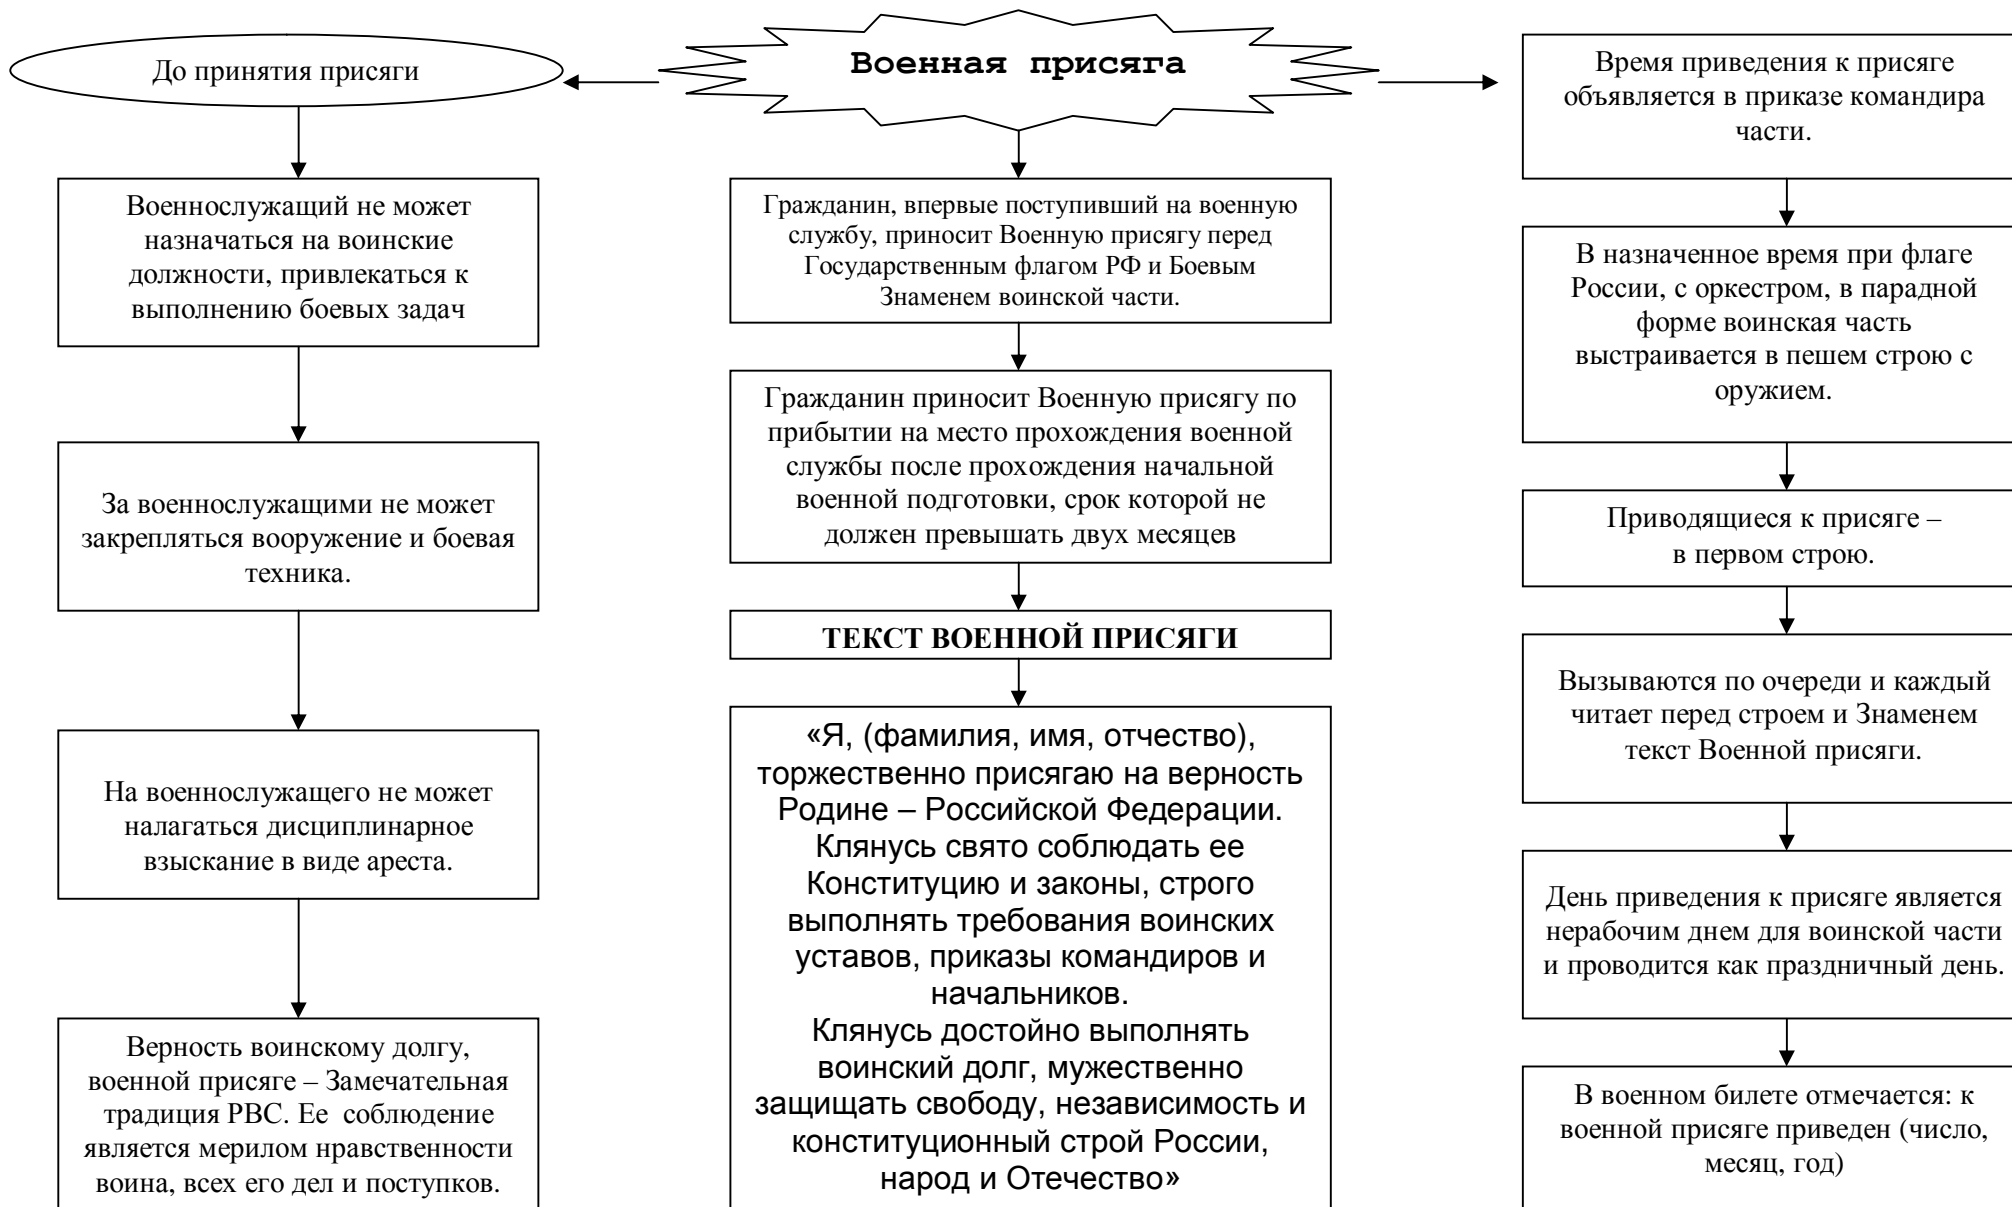 Военная присяга
До принятия присяги
Военнослужащий не может
назначаться на воинские
должности, привлекаться к
выполнению боевых задач
За военнослужащими не может
закрепляться вооружение и боевая
техника.
На военнослужащего не может
налагаться дисциплинарное
взыскание в виде ареста.
Верность воинскому долгу,
военной присяге – Замечательная
традиция РВС. Ее соблюдение
является мерилом нравственности
воина, всех его дел и поступков.
Гражданин, впервые поступивший на военную
службу, приносит Военную присягу перед
Государственным флагом РФ и Боевым
Знаменем воинской части.
Гражданин приносит Военную присягу по
прибытии на место прохождения военной
службы после прохождения начальной
военной подготовки, срок которой не
должен превышать двух месяцев
ТЕКСТ ВОЕННОЙ ПРИСЯГИ
«Я, (фамилия, имя, отчество),
торжественно присягаю на верность
Родине – Российской Федерации.
Клянусь свято соблюдать ее
Конституцию и законы, строго
выполнять требования воинских
уставов, приказы командиров и
начальников.
Клянусь достойно выполнять
воинский долг, мужественно
защищать свободу, независимость и
конституционный строй России,
народ и Отечество»
Время приведения к присяге
объявляется в приказе командира
части.
В назначенное время при флаге
России, с оркестром, в парадной
форме воинская часть
выстраивается в пешем строю с
оружием.
Приводящиеся к присяге –
в первом строю.
Вызываются по очереди и каждый
читает перед строем и Знаменем
текст Военной присяги.
День приведения к присяге является
нерабочим днем для воинской части
и проводится как праздничный день.
В военном билете отмечается: к
военной присяге приведен (число,
месяц, год)